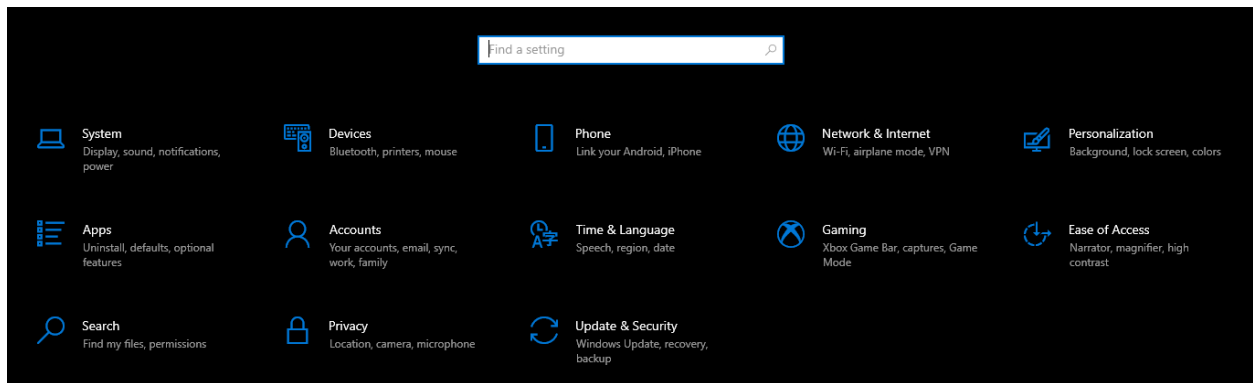 Find a setting
System
Display, sound, notifications,
power
Devices
Bluetooth, printers, mouse
Phone
Link your Android, iPhone
Network & Internet
Wi-Fi, airplane mode, VPN
Personalization
Background, lock screen, colors
Apps
Uninstall, defaults, optional
features
Accounts
Your accounts, email, sync,
work, family
Time & Language
Speech, region, date
Gaming
Xbox Game Bar, captures, Game
Mode
Ease of Access
Narrator, magnifier, high
contrast
Search
Find my files, permissions
Privacy
Location, camera, microphone
Update & Security
Windows Update, recovery,
backup